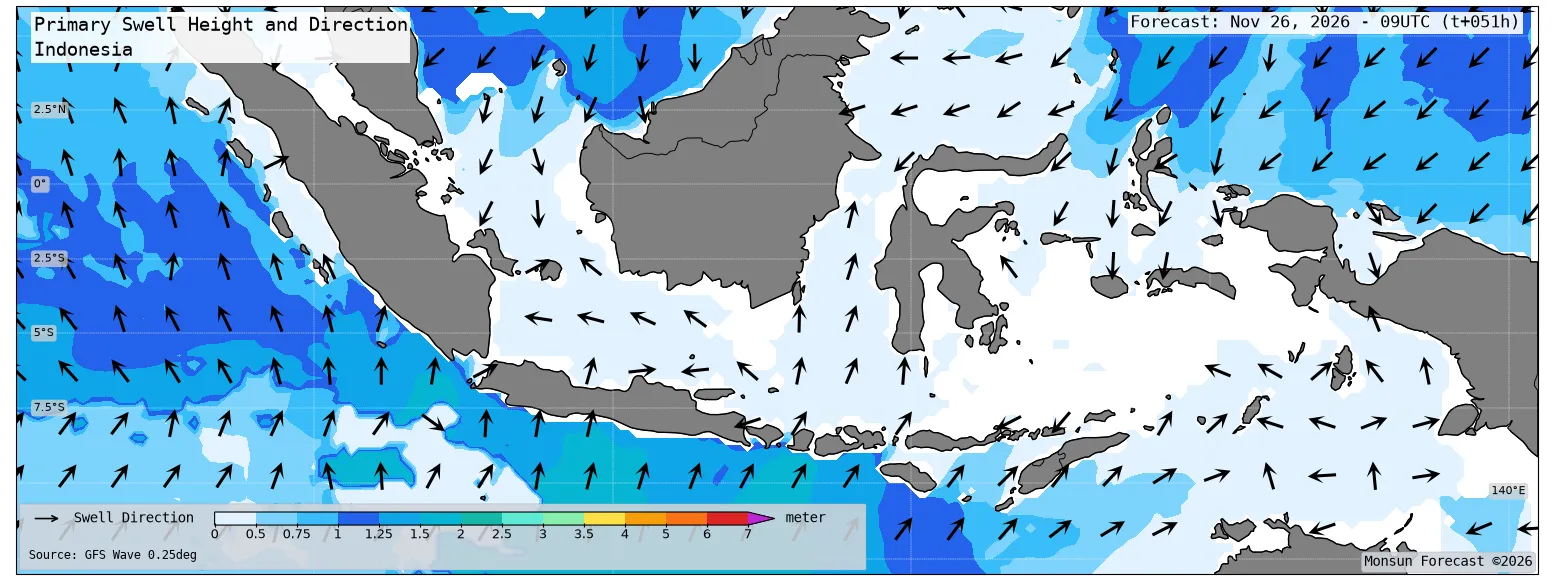 Primary Swell Height and Direction
Indonesia
Forecast: Nov 26, 2026 - 09UTC (t+051h)
2.5°N
0°
2.5°S
5°S
7.5°S
140°E
Swell Direction
meter
0 0.5 0.75 1 1.25 1.5 2 2.5 3 3.5 4 5 6 7
Source: GFS Wave 0.25deg
Monsun Forecast ©2026